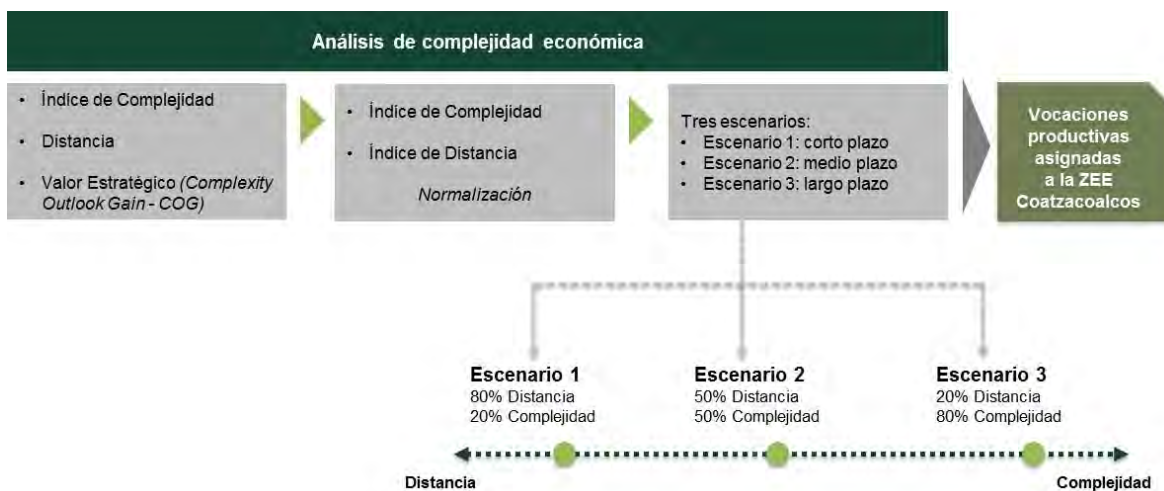 Análisis de complejidad económica
• Índice de Complejidad
• Distancia
• Valor Estratégico (Complexity
Outlook Gain - COG)
• Índice de Complejidad
• Índice de Distancia
Normalización
Tres escenarios:
• Escenario 1: corto plazo
• Escenario 2: medio plazo
• Escenario 3: largo plazo
Vocaciones
productivas
asignadas
a la ZEE
Coatzacoalcos
Escenario 1
80% Distancia
20% Complejidad
Escenario 2
50% Distancia
50% Complejidad
Escenario 3
20% Distancia
80% Complejidad
Distancia
Complejidad